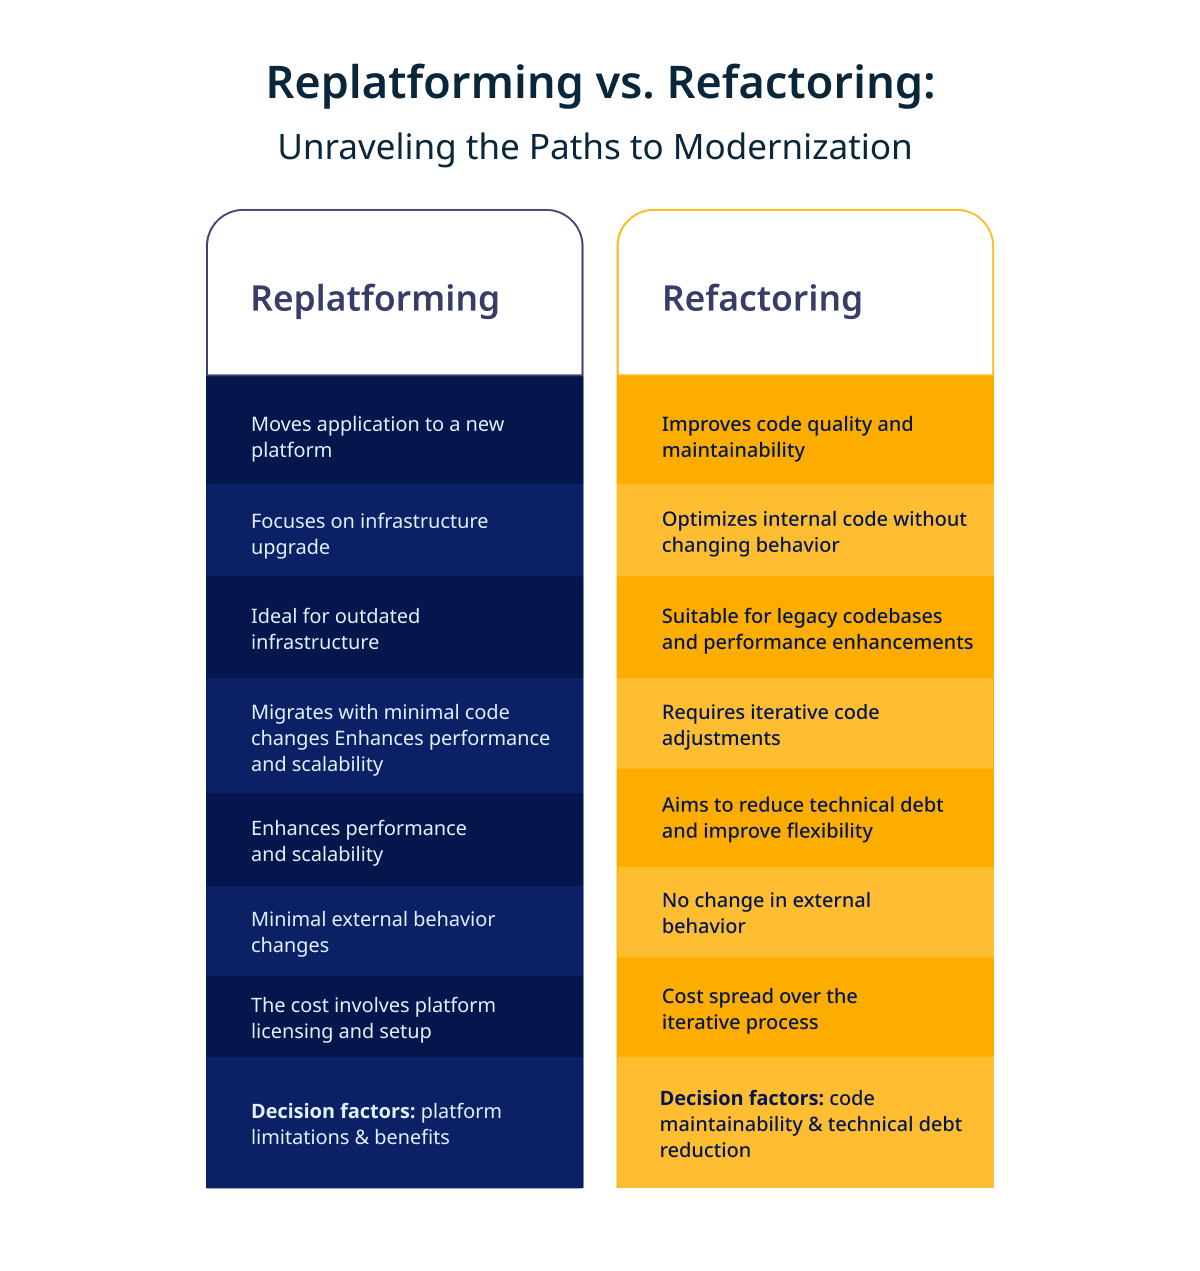 Replatforming vs. Refactoring:
Unraveling the Paths to Modernization
Replatforming
Moves application to a new
platform
Focuses on infrastructure
upgrade
Ideal for outdated
infrastructure
Migrates with minimal code
changes Enhances performance
and scalability
Enhances performance
and scalability
Minimal external behavior
changes
The cost involves platform
licensing and setup
Decision factors: platform
limitations & benefits
Refactoring
Improves code quality and
maintainability
Optimizes internal code without
changing behavior
Suitable for legacy codebases
and performance enhancements
Requires iterative code
adjustments
Aims to reduce technical debt
and improve flexibility
No change in external
behavior
Cost spread over the
iterative process
Decision factors: code
maintainability & technical debt
reduction